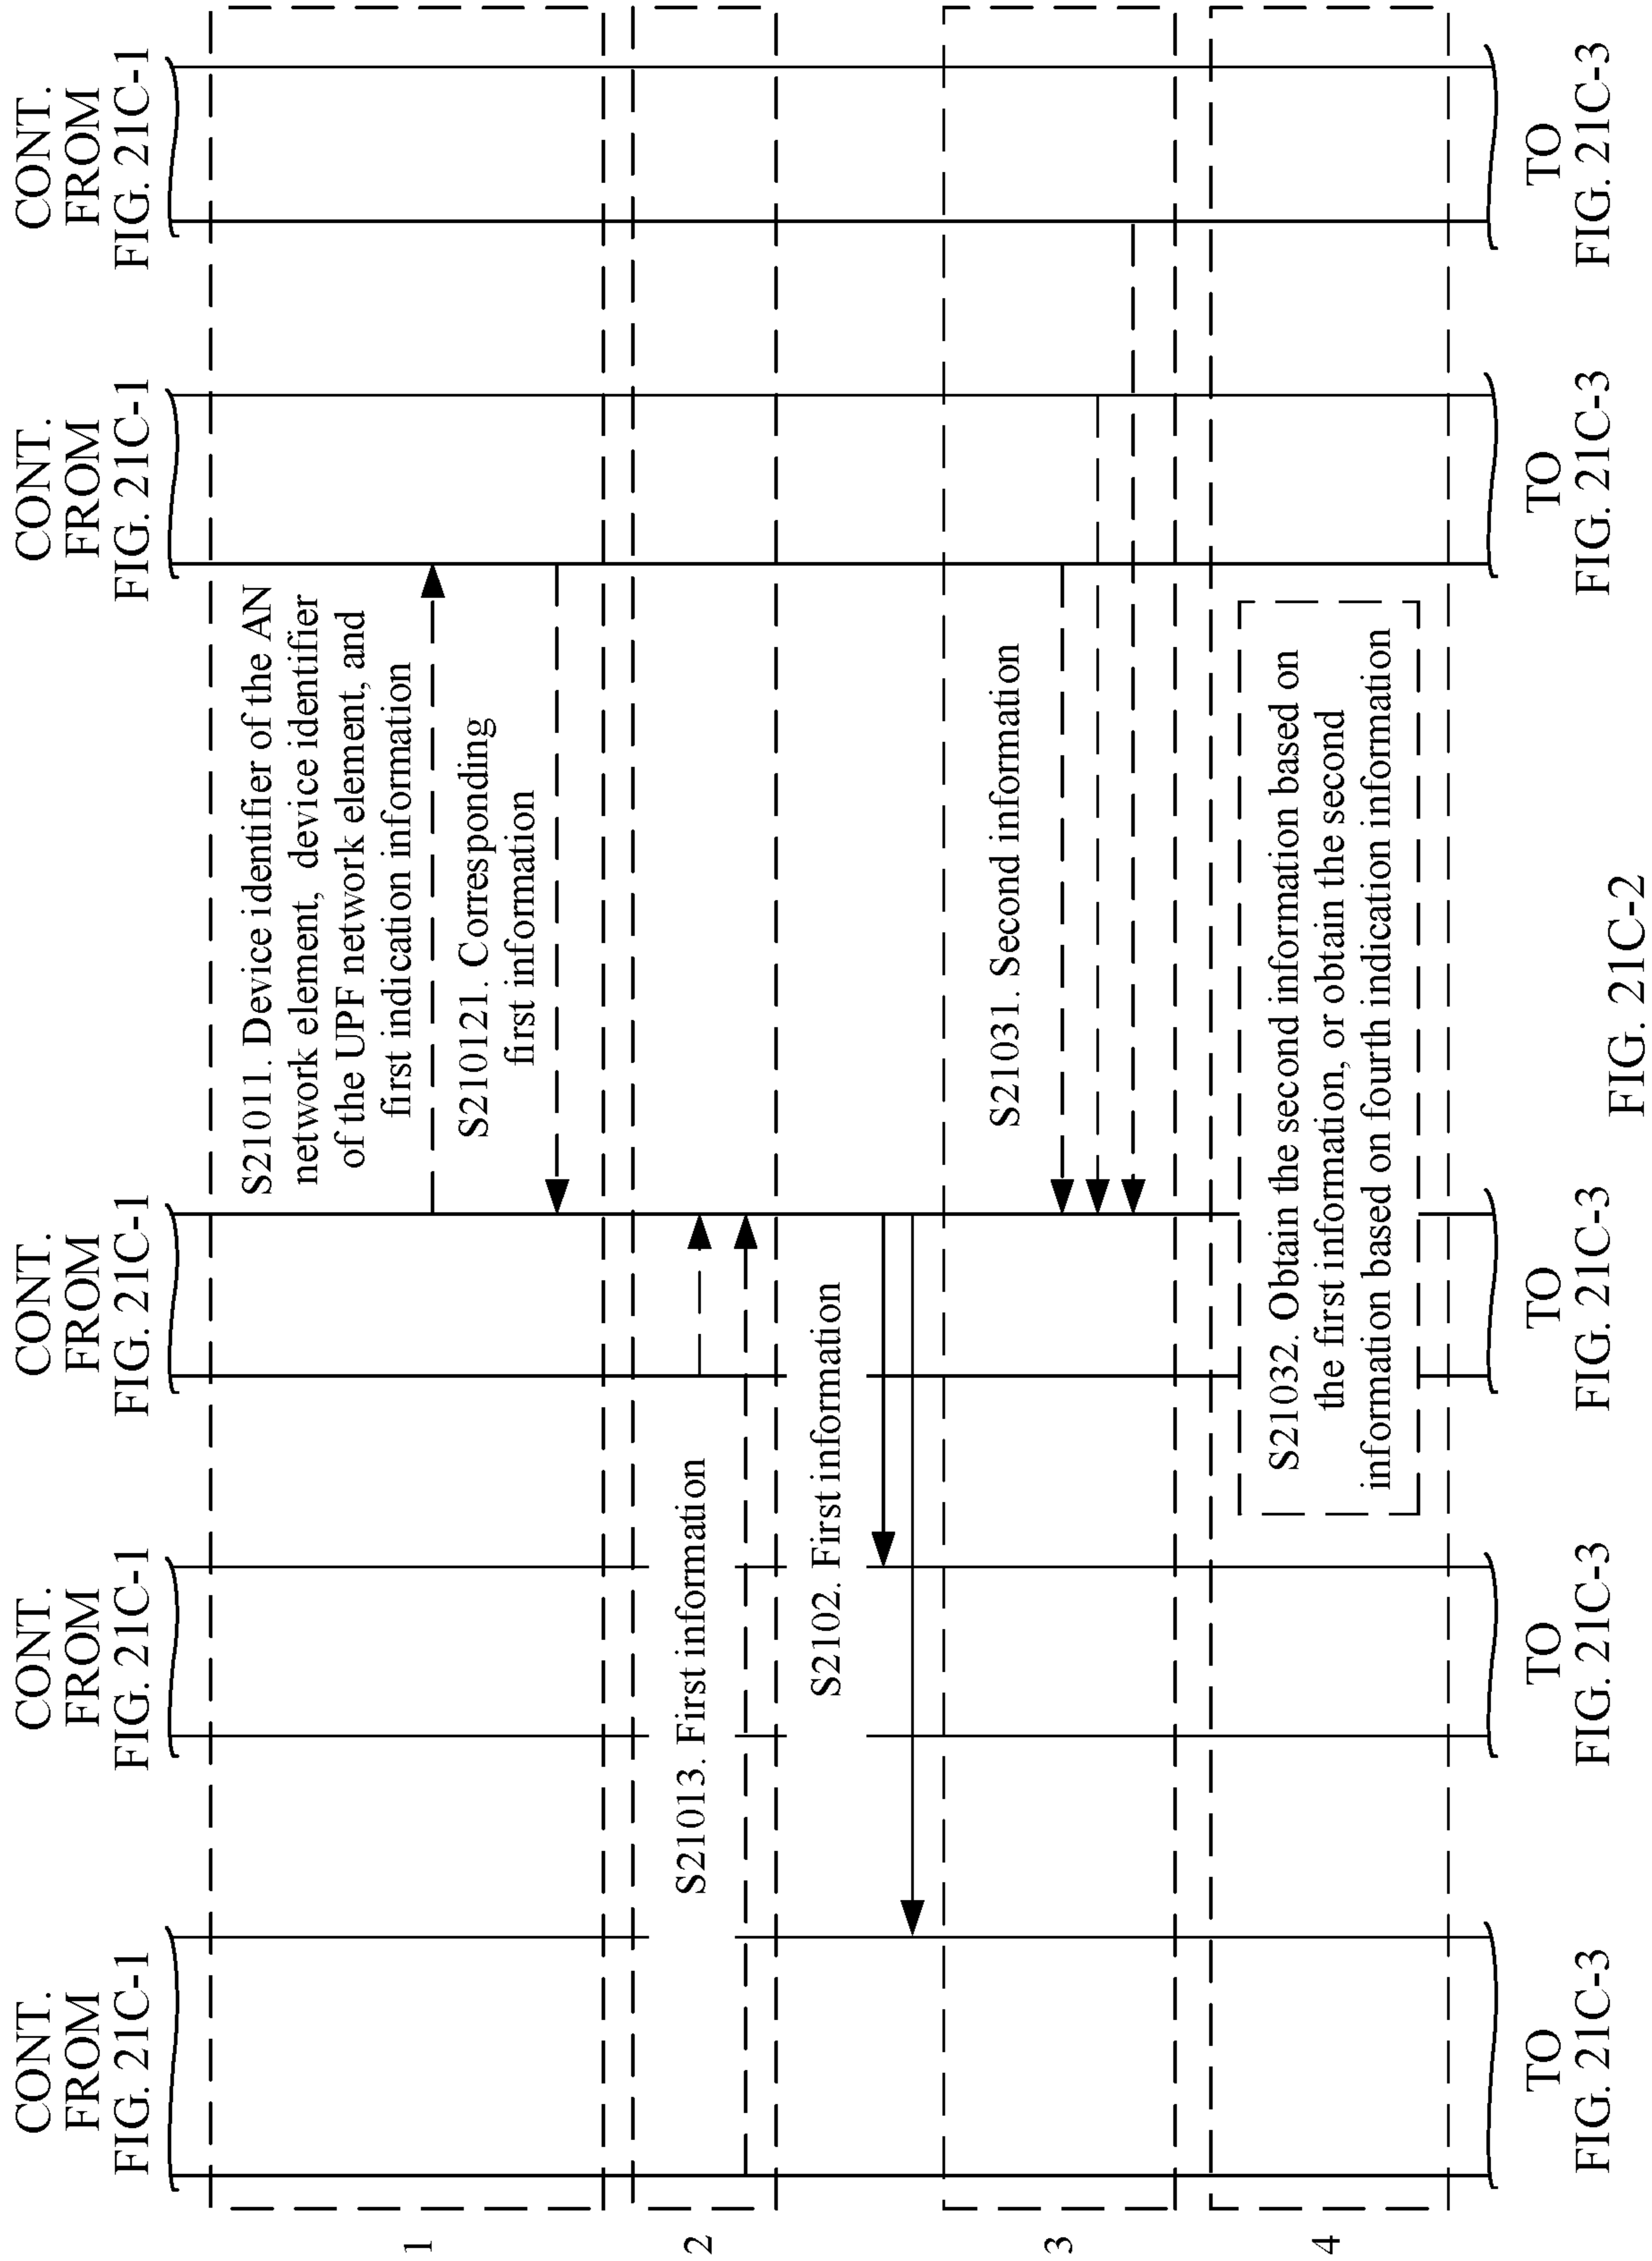 CONT.
FROM
FIG. 21C-1
CONT.
FROM
FIG. 21C-1
CONT.
FROM
FIG. 21C-1
CONT.
FROM
FIG. 21C-1
CONT.
FROM
FIG. 21C-1
1
S21011. Device identifier of the AN
network element, device identifier
of the UPF network element, and
first indication information
S210121. Corresponding
first information
2
S21013. First information
S2102. First information
3
S21031. Second information
4
S21032. Obtain the second information based on
the first information, or obtain the second
information based on fourth indication information
TO
FIG. 21C-3
TO
FIG. 21C-3
TO
FIG. 21C-3
TO
FIG. 21C-3
TO
FIG. 21C-3
FIG. 21C-2